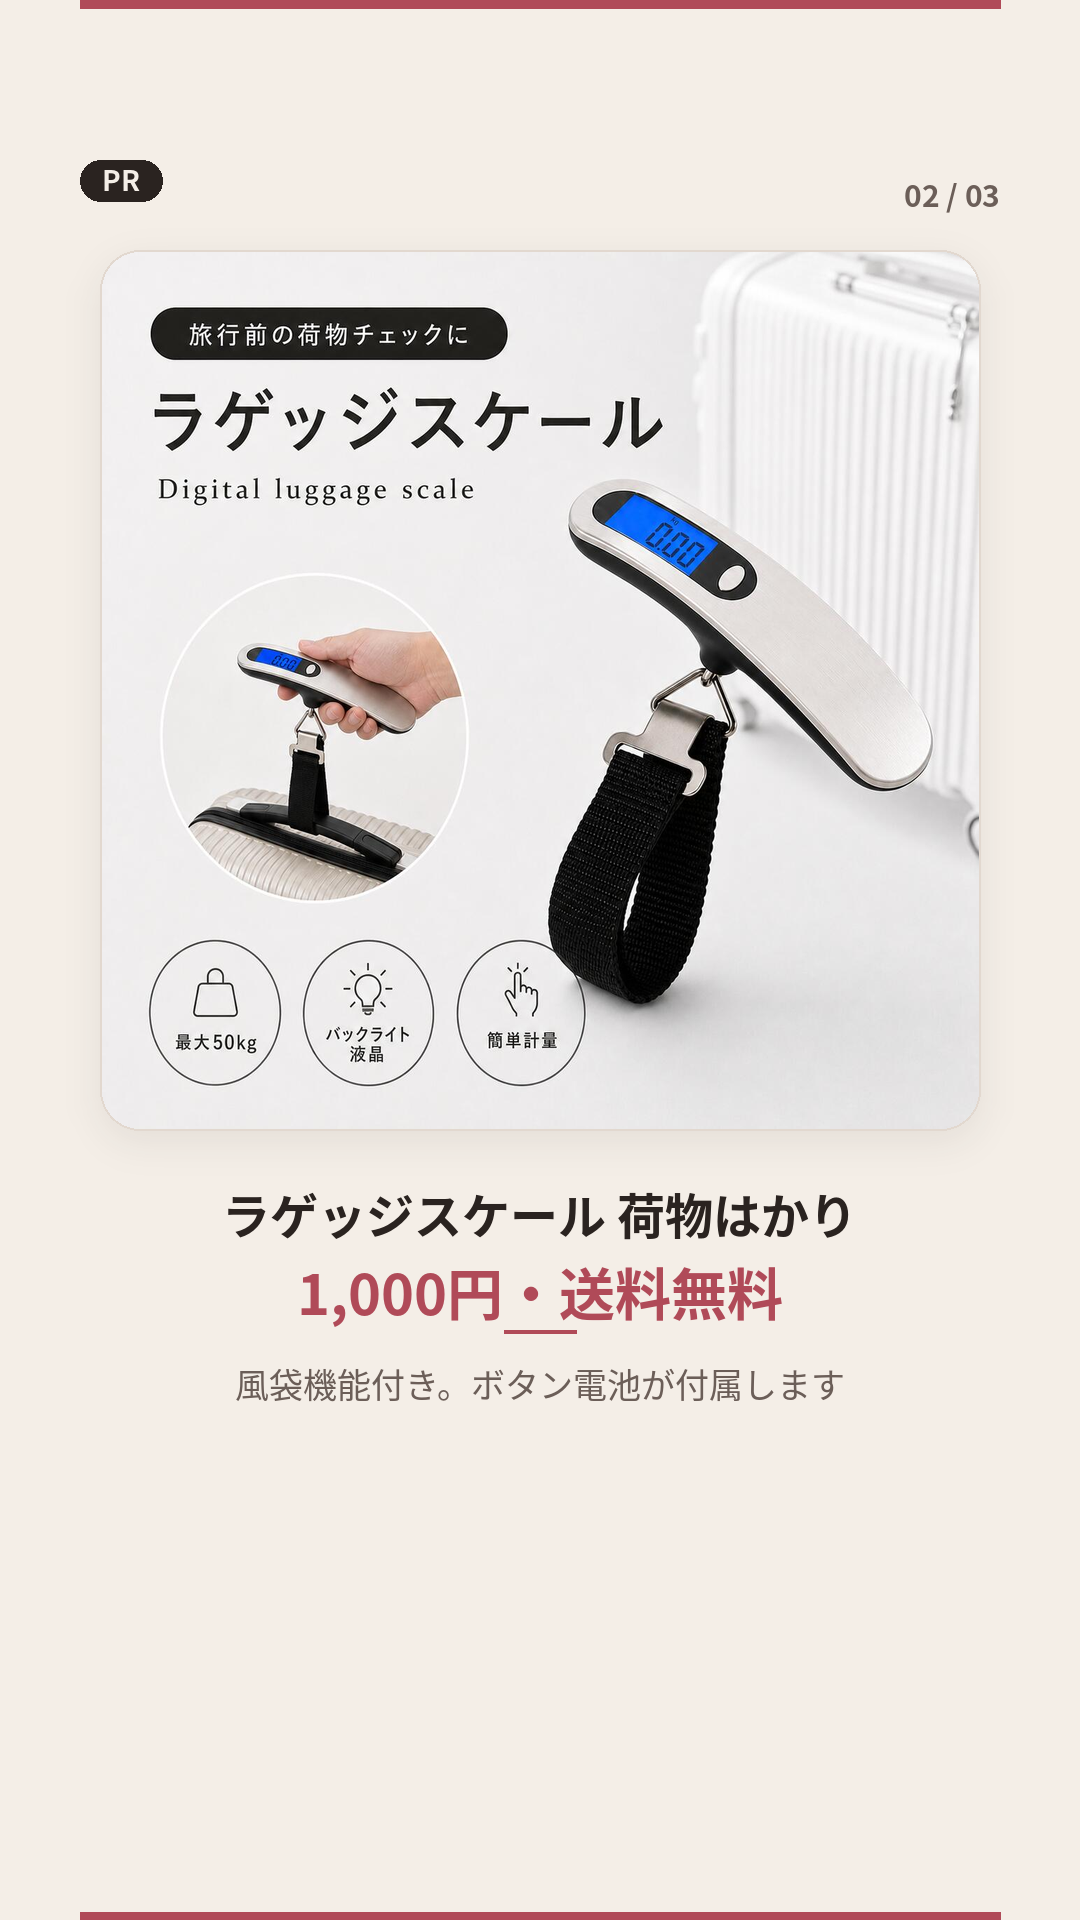 PR
02 / 03
旅行前の荷物チェックに
ラゲッジスケール
Digital luggage scale
0.00
0.00
最大50kg
バックライト
液晶
簡単計量
ラゲッジスケール 荷物はかり
1,000円・送料無料
風袋機能付き。ボタン電池が付属します